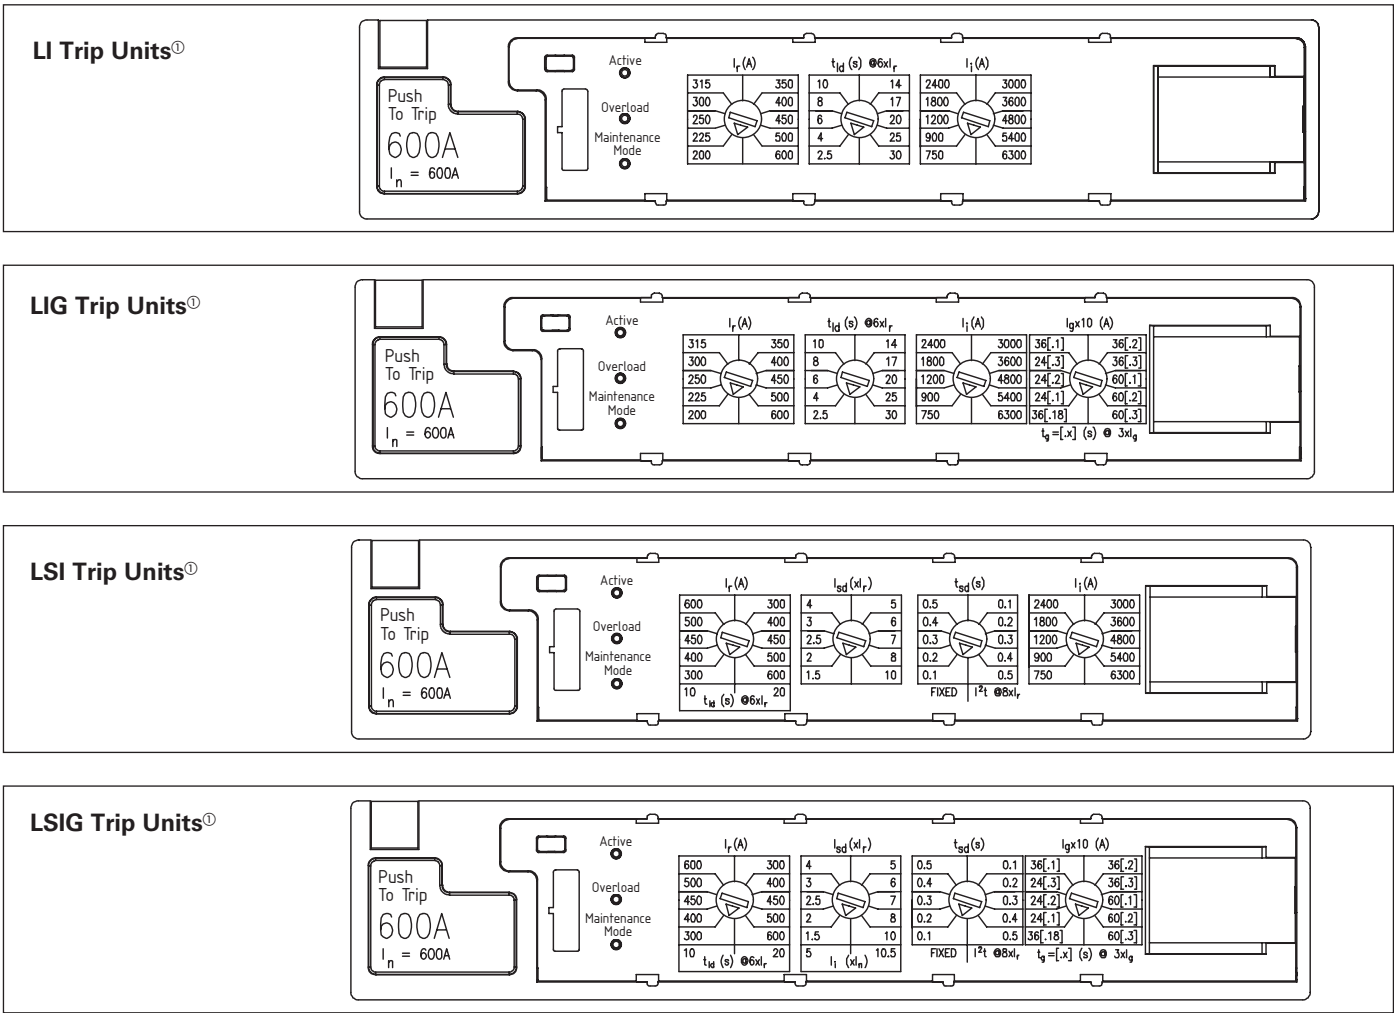 LI Trip Units①
Push
To Trip
600A
In = 600A
Active
Overload
Maintenance
Mode
Ir(A)
315 350
300 400
250 450
225 500
200 600
tld(s) @6xIr
10 14
8 17
6 20
4 25
2.5 30
Ii(A)
2400 3000
1800 3600
1200 4800
900 5400
750 6300
LIG Trip Units①
Push
To Trip
600A
In = 600A
Active
Overload
Maintenance
Mode
Ir(A)
315 350
300 400
250 450
225 500
200 600
tld(s) @6xIr
10 14
8 17
6 20
4 25
2.5 30
Ii(A)
2400 3000
1800 3600
1200 4800
900 5400
750 6300
Igx10 (A)
36[.1] 36[.2]
24[.3] 36[.3]
24[.2] 60[.1]
24[.1] 60[.2]
36[.18] 60[.3]
tg=[.x] (s) @ 3xIg
LSI Trip Units①
Push
To Trip
600A
In = 600A
Active
Overload
Maintenance
Mode
Ir(A)
600 300
500 400
450 450
400 500
300 600
10 20
tld (s) @6xIr
Isd(xIr)
4 5
3 6
2.5 7
2 8
1.5 10
tsd(s)
0.5 0.1
0.4 0.2
0.3 0.3
0.2 0.4
0.1 0.5
FIXED I²t @8xIr
Ii(A)
2400 3000
1800 3600
1200 4800
900 5400
750 6300
LSIG Trip Units①
Push
To Trip
600A
In = 600A
Active
Overload
Maintenance
Mode
Ir(A)
600 300
500 400
450 450
400 500
300 600
10 20
tld (s) @6xIr
Isd(xIr)
4 5
3 6
2.5 7
2 8
1.5 10
5 10.5
Ii (xIn)
tsd(s)
0.5 0.1
0.4 0.2
0.3 0.3
0.2 0.4
0.1 0.5
FIXED I²t @8xIr
Igx10 (A)
36[.1] 36[.2]
24[.3] 36[.3]
24[.2] 60[.1]
24[.1] 60[.2]
36[.18] 60[.3]
tg=[.x] (s) @ 3xIg